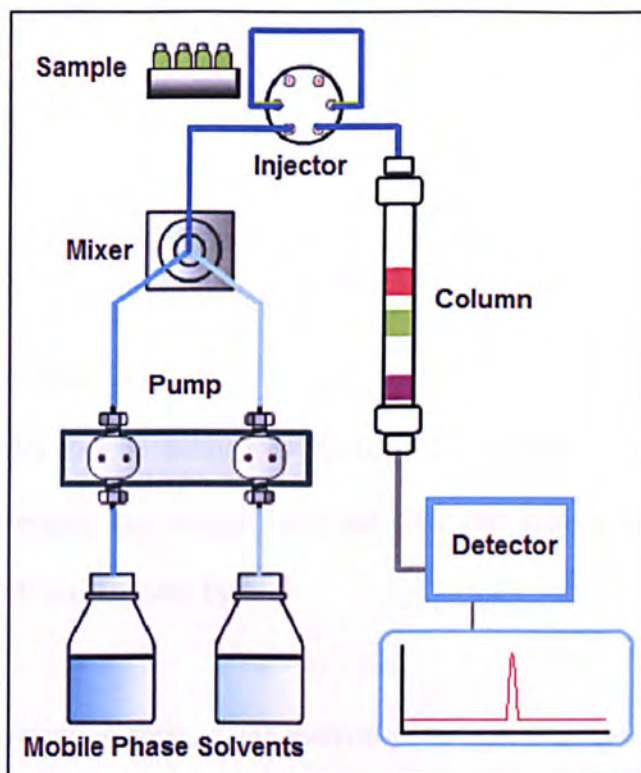 Sample
Injector
Mixer
Column
Pump
Detector
Mobile Phase Solvents